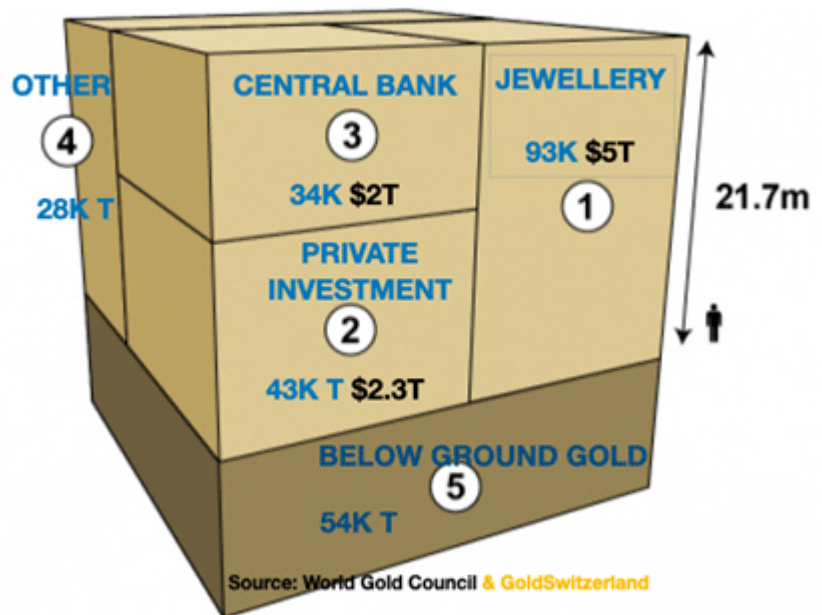 OTHER
4
28K T
CENTRAL BANK
3
34K $2T
JEWELLERY
93K $5T
1
21.7m
PRIVATE
INVESTMENT
2
43K T $2.3T
BELOW GROUND GOLD
5
54K T
Source: World Gold Council & GoldSwitzerland